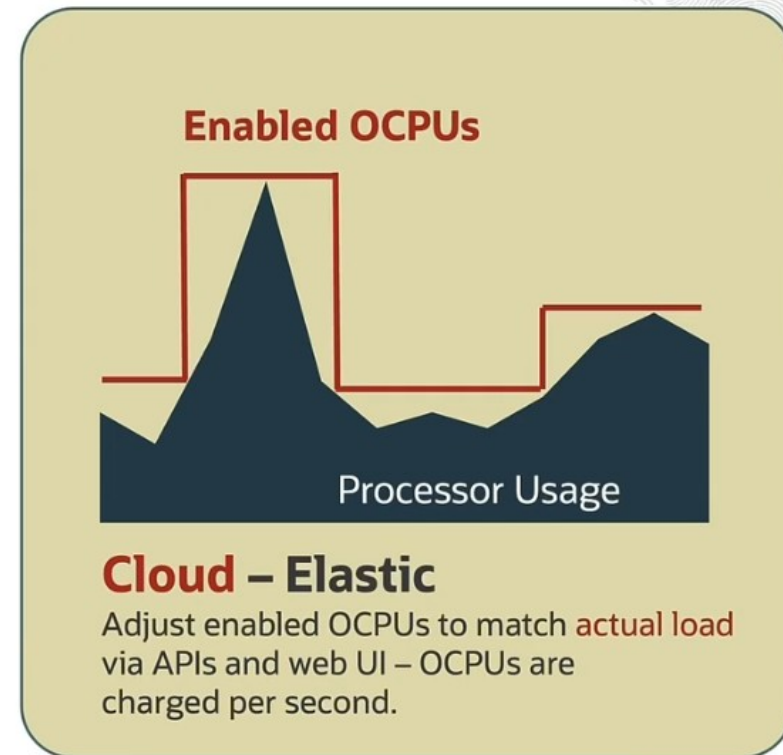 Enabled OCPUs
Processor Usage
Cloud – Elastic
Adjust enabled OCPUs to match actual load
via APIs and web UI – OCPUs are
charged per second.